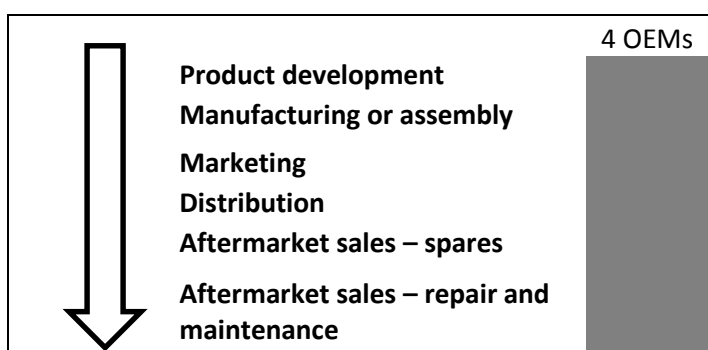 4 OEMs
Product development
Manufacturing or assembly
Marketing
Distribution
Aftermarket sales – spares
Aftermarket sales – repair and
maintenance